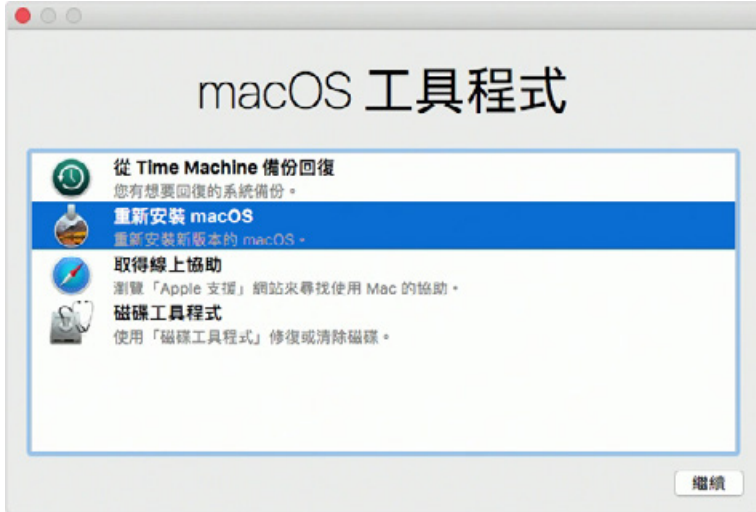 macOS 工具程式
從 Time Machine 備份回復
您有想要回復的系統備份。
重新安裝 macOS
重新安裝新版本的 macOS。
取得線上協助
瀏覽「Apple 支援」網站來尋找使用 Mac 的協助。
磁碟工具程式
使用「磁碟工具程式」修復或清除磁碟。
繼續